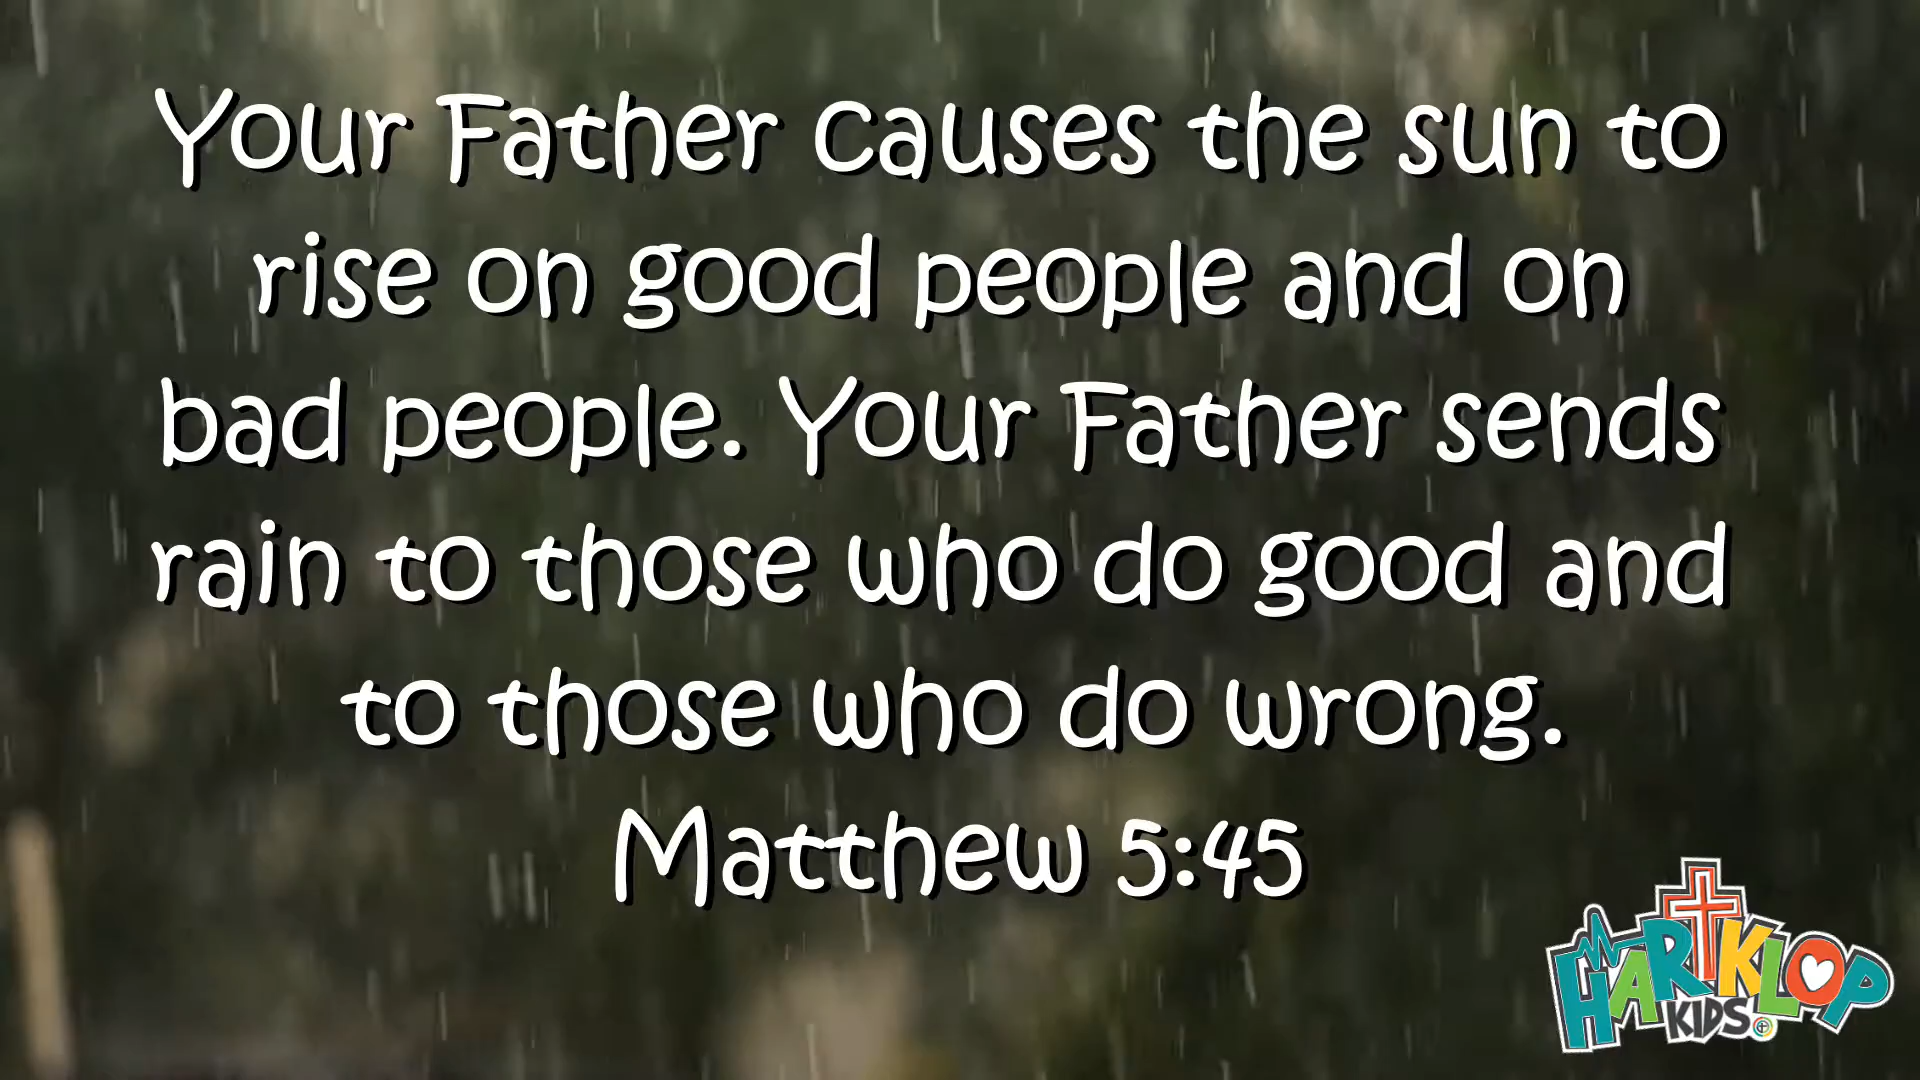 Your Father causes the sun to
rise on good people and on
bad people. Your Father sends
rain to those who do good and
to those who do wrong.
Matthew 5:45
HARTKLOP
KIDS